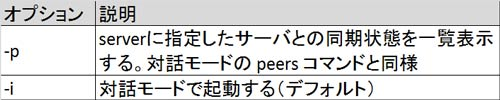 オプション 説明
-p serverに指定したサーバとの同期状態を一覧表示
する。対話モードの peers コマンドと同様
-i 対話モードで起動する（デフォルト）